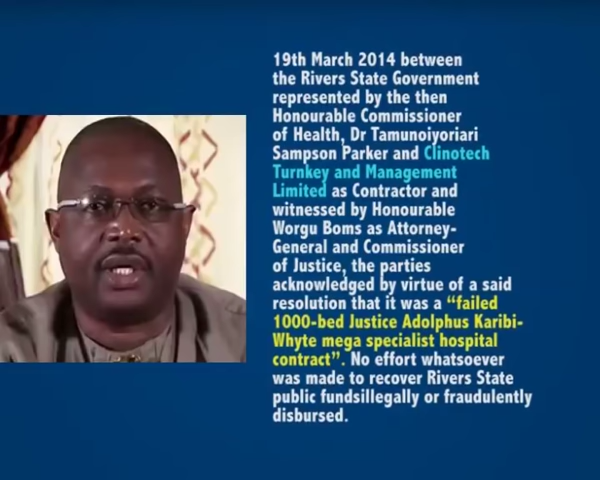 19th March 2014 between
the Rivers State Government
represented by the then
Honourable Commissioner
of Health, Dr Tamunoiyoriari
Sampson Parker and Clinotech
Turnkey and Management
Limited as Contractor and
witnessed by Honourable
Worgu Boms as Attorney-
General and Commissioner
of Justice, the parties
acknowledged by virtue of a said
resolution that it was a “failed
1000-bed Justice Adolphus Karibi-
Whyte mega specialist hospital
contract”. No effort whatsoever
was made to recover Rivers State
public fundsillegally or fraudulently
disbursed.